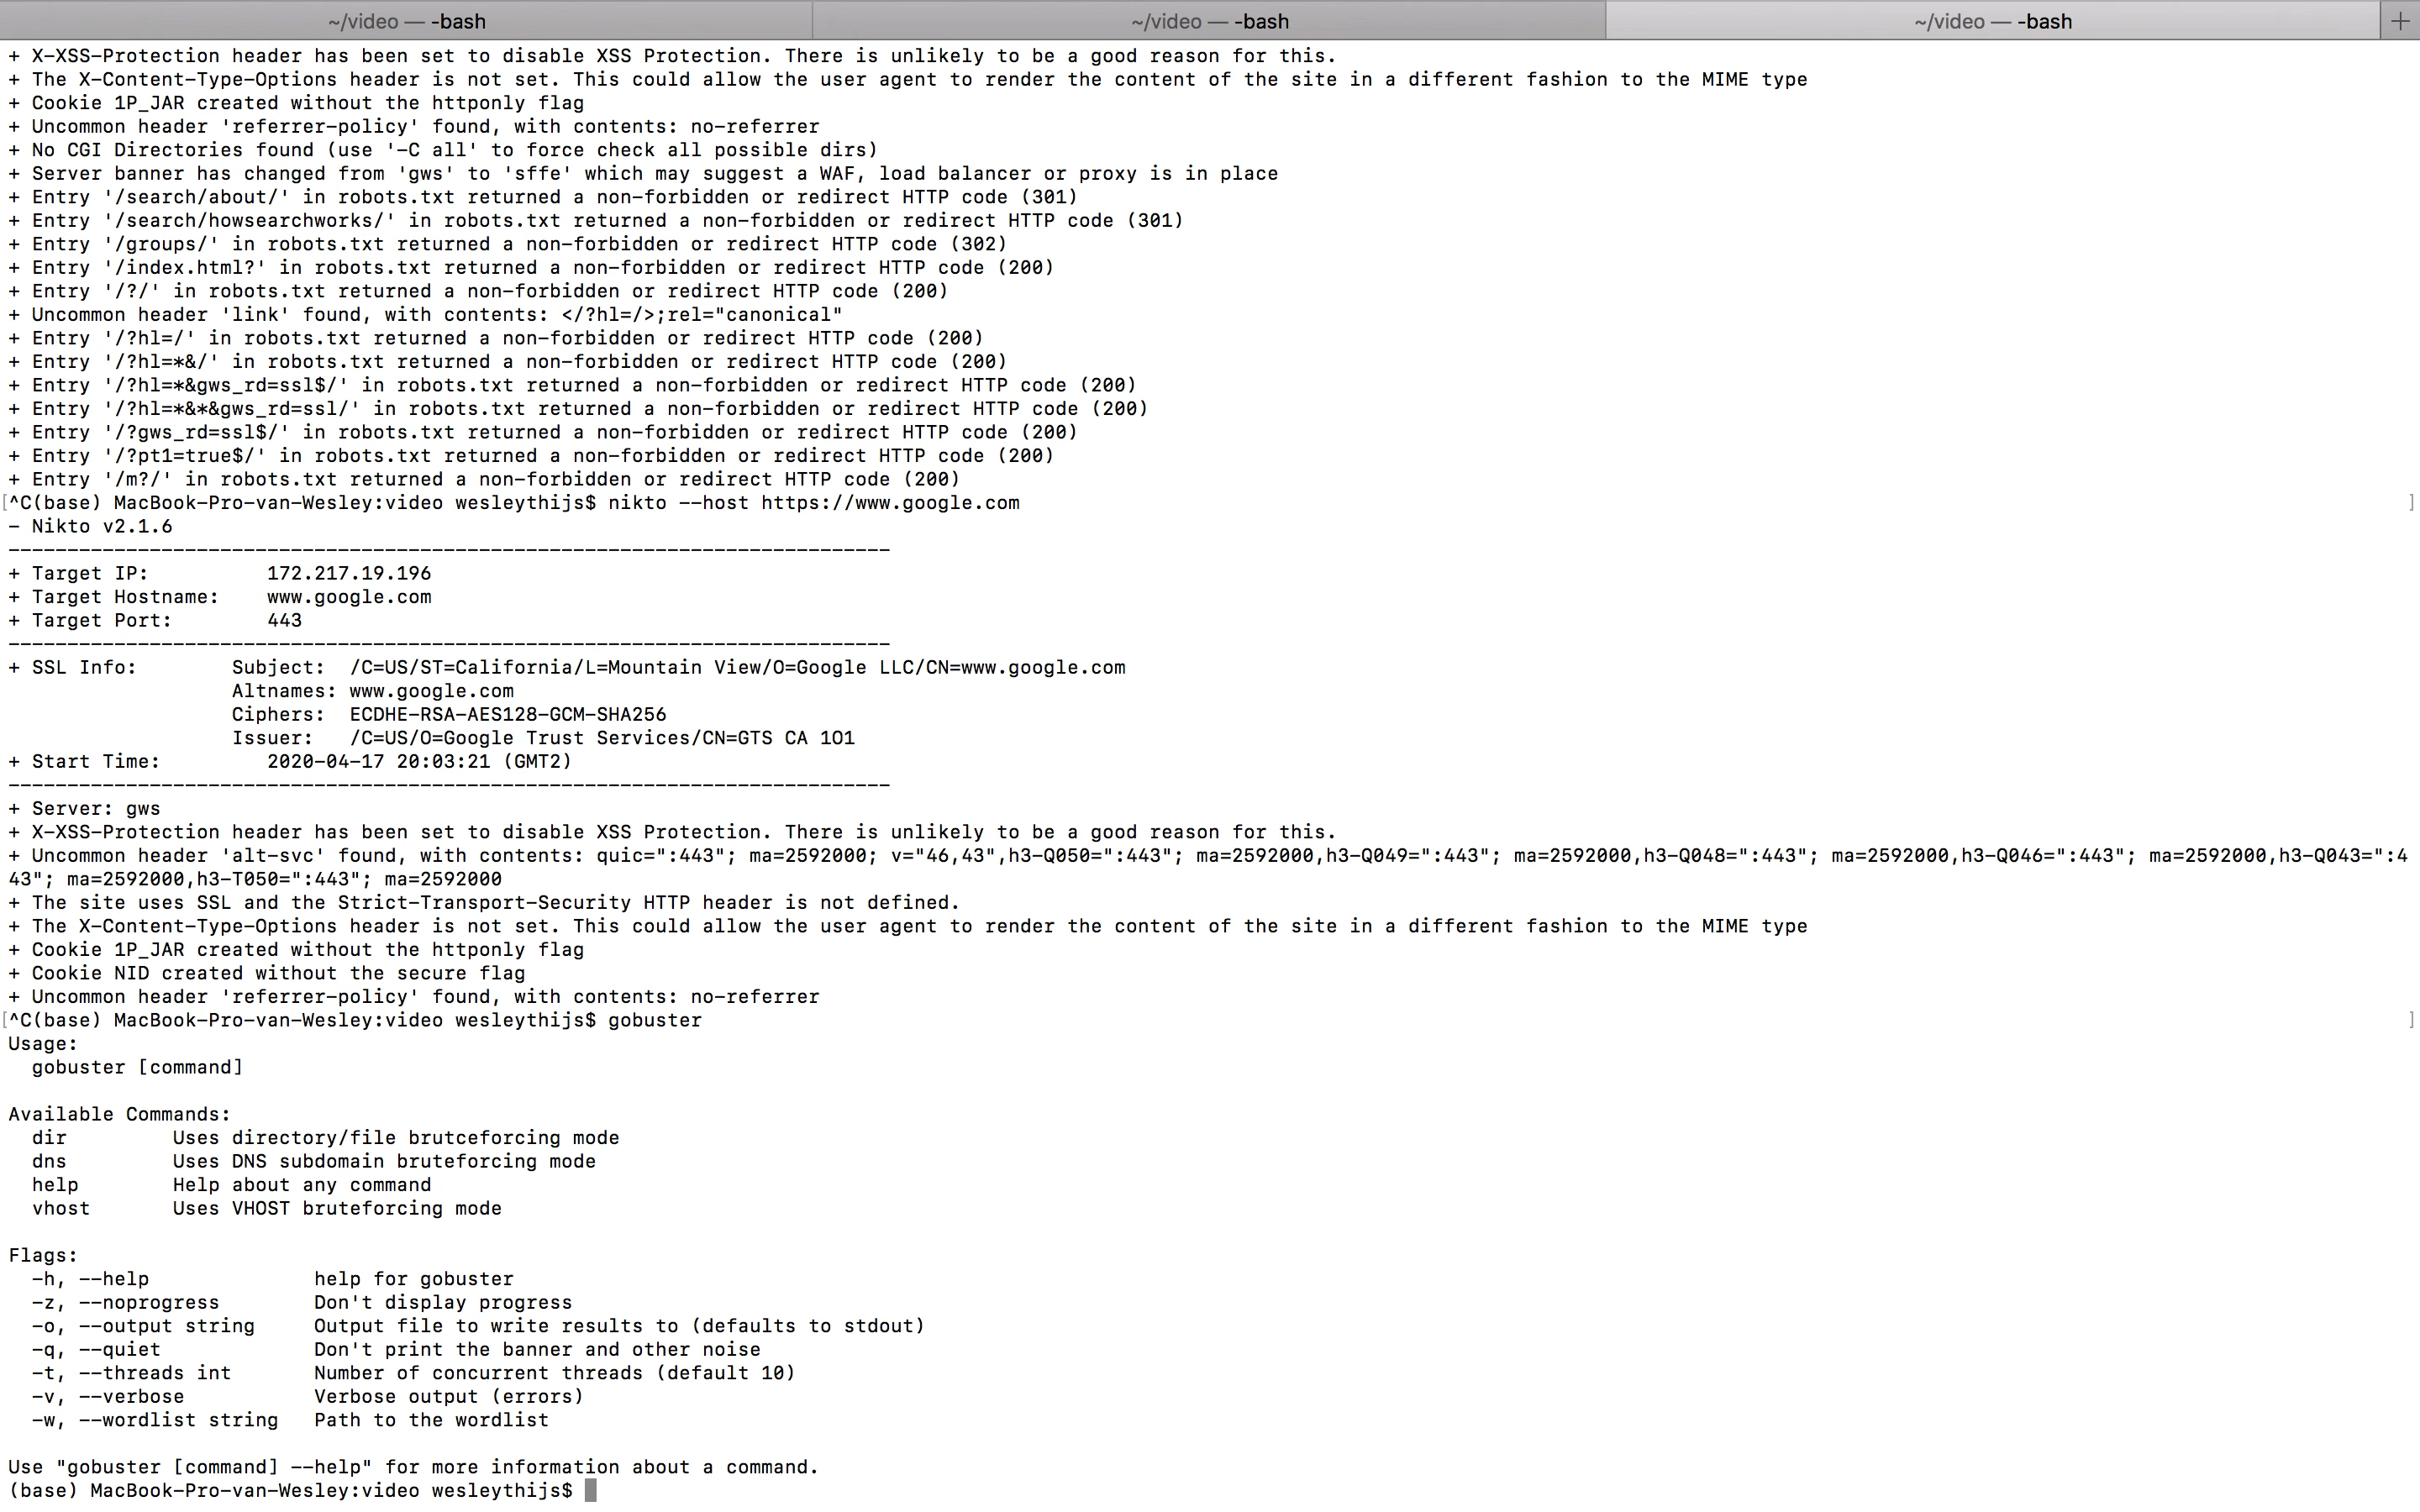 ~/video — -bash ~/video — -bash ~/video — -bash +
+ X-XSS-Protection header has been set to disable XSS Protection. There is unlikely to be a good reason for this.
+ The X-Content-Type-Options header is not set. This could allow the user agent to render the content of the site in a different fashion to the MIME type
+ Cookie 1P_JAR created without the httponly flag
+ Uncommon header 'referrer-policy' found, with contents: no-referrer
+ No CGI Directories found (use '-C all' to force check all possible dirs)
+ Server banner has changed from 'gws' to 'sffe' which may suggest a WAF, load balancer or proxy is in place
+ Entry '/search/about/' in robots.txt returned a non-forbidden or redirect HTTP code (301)
+ Entry '/search/howsearchworks/' in robots.txt returned a non-forbidden or redirect HTTP code (301)
+ Entry '/groups/' in robots.txt returned a non-forbidden or redirect HTTP code (302)
+ Entry '/index.html?' in robots.txt returned a non-forbidden or redirect HTTP code (200)
+ Entry '/?/' in robots.txt returned a non-forbidden or redirect HTTP code (200)
+ Uncommon header 'link' found, with contents: </?hl=/>;rel="canonical"
+ Entry '/?hl=/' in robots.txt returned a non-forbidden or redirect HTTP code (200)
+ Entry '/?hl=*&/' in robots.txt returned a non-forbidden or redirect HTTP code (200)
+ Entry '/?hl=*&gws_rd=ssl$/' in robots.txt returned a non-forbidden or redirect HTTP code (200)
+ Entry '/?hl=*&*&gws_rd=ssl/' in robots.txt returned a non-forbidden or redirect HTTP code (200)
+ Entry '/?gws_rd=ssl$/' in robots.txt returned a non-forbidden or redirect HTTP code (200)
+ Entry '/?pt1=true$/' in robots.txt returned a non-forbidden or redirect HTTP code (200)
+ Entry '/m?/' in robots.txt returned a non-forbidden or redirect HTTP code (200)
[^C(base) MacBook-Pro-van-Wesley:video wesleythijs$ nikto --host https://www.google.com ]
- Nikto v2.1.6
---------------------------------------------------------------------------
+ Target IP:          172.217.19.196
+ Target Hostname:    www.google.com
+ Target Port:        443
---------------------------------------------------------------------------
+ SSL Info:        Subject:  /C=US/ST=California/L=Mountain View/O=Google LLC/CN=www.google.com
                   Altnames: www.google.com
                   Ciphers:  ECDHE-RSA-AES128-GCM-SHA256
                   Issuer:   /C=US/O=Google Trust Services/CN=GTS CA 1O1
+ Start Time:         2020-04-17 20:03:21 (GMT2)
---------------------------------------------------------------------------
+ Server: gws
+ X-XSS-Protection header has been set to disable XSS Protection. There is unlikely to be a good reason for this.
+ Uncommon header 'alt-svc' found, with contents: quic=":443"; ma=2592000; v="46,43",h3-Q050=":443"; ma=2592000,h3-Q049=":443"; ma=2592000,h3-Q048=":443"; ma=2592000,h3-Q046=":443"; ma=2592000,h3-Q043=":4
43"; ma=2592000,h3-T050=":443"; ma=2592000
+ The site uses SSL and the Strict-Transport-Security HTTP header is not defined.
+ The X-Content-Type-Options header is not set. This could allow the user agent to render the content of the site in a different fashion to the MIME type
+ Cookie 1P_JAR created without the httponly flag
+ Cookie NID created without the secure flag
+ Uncommon header 'referrer-policy' found, with contents: no-referrer
[^C(base) MacBook-Pro-van-Wesley:video wesleythijs$ gobuster ]
Usage:
  gobuster [command]

Available Commands:
  dir         Uses directory/file brutceforcing mode
  dns         Uses DNS subdomain bruteforcing mode
  help        Help about any command
  vhost       Uses VHOST bruteforcing mode

Flags:
  -h, --help              help for gobuster
  -z, --noprogress        Don't display progress
  -o, --output string     Output file to write results to (defaults to stdout)
  -q, --quiet             Don't print the banner and other noise
  -t, --threads int       Number of concurrent threads (default 10)
  -v, --verbose           Verbose output (errors)
  -w, --wordlist string   Path to the wordlist

Use "gobuster [command] --help" for more information about a command.
(base) MacBook-Pro-van-Wesley:video wesleythijs$